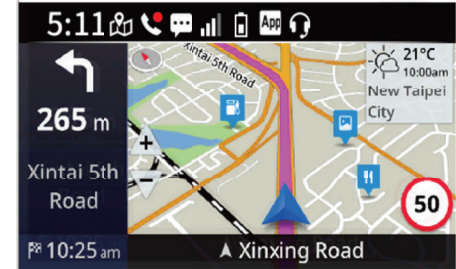 5:11
App
Xintai 5th Road
21°C
10:00am
New Taipei
City
265 m
+
−
Xintai 5th
Road
50
10:25 am
Xinxing Road